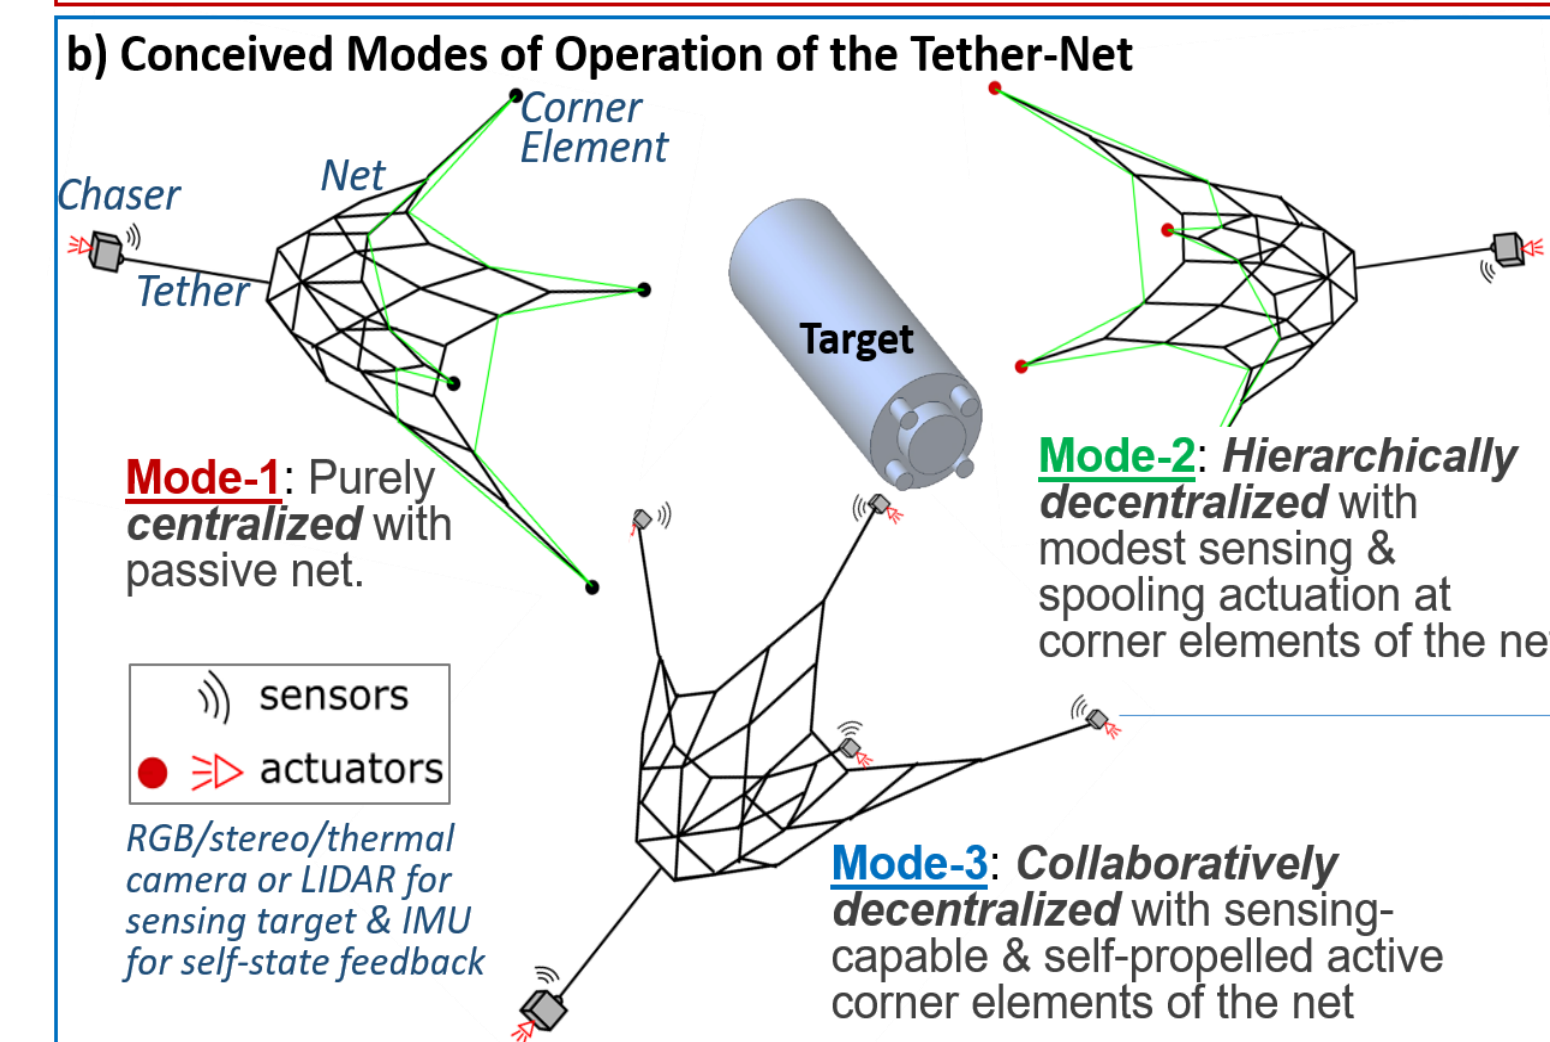 b) Conceived Modes of Operation of the Tether-Net
Corner
Element
Net
Chaser
Tether
Target
Mode-1: Purely
centralized with
passive net.
Mode-2: Hierarchically
decentralized with
modest sensing &
spooling actuation at
corner elements of the ne
sensors
actuators
RGB/stereo/thermal
camera or LIDAR for
sensing target & IMU
for self-state feedback
Mode-3: Collaboratively
decentralized with sensing-
capable & self-propelled active
corner elements of the net